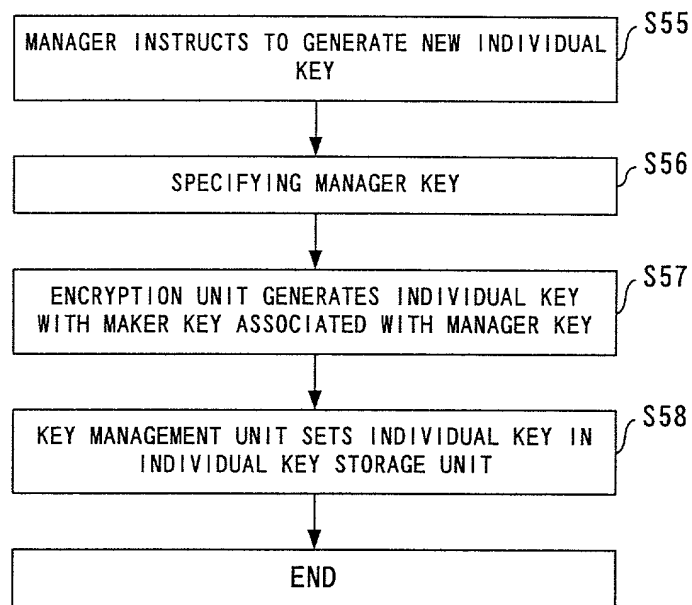 MANAGER INSTRUCTS TO GENERATE NEW INDIVIDUAL
KEY
S55
SPECIFYING MANAGER KEY
S56
ENCRYPTION UNIT GENERATES INDIVIDUAL KEY
WITH MAKER KEY ASSOCIATED WITH MANAGER KEY
S57
KEY MANAGEMENT UNIT SETS INDIVIDUAL KEY IN
INDIVIDUAL KEY STORAGE UNIT
S58
END